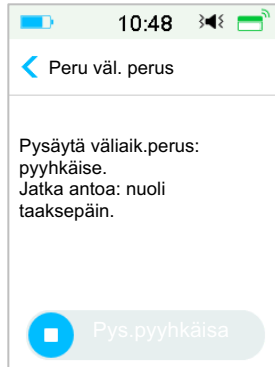 10:48
Peru väl. perus
Pysäytä väliaik.perus:
pyyhkäise.
Jatka antoa: nuoli
taaksepäin.
Pys.pyyhkäisa